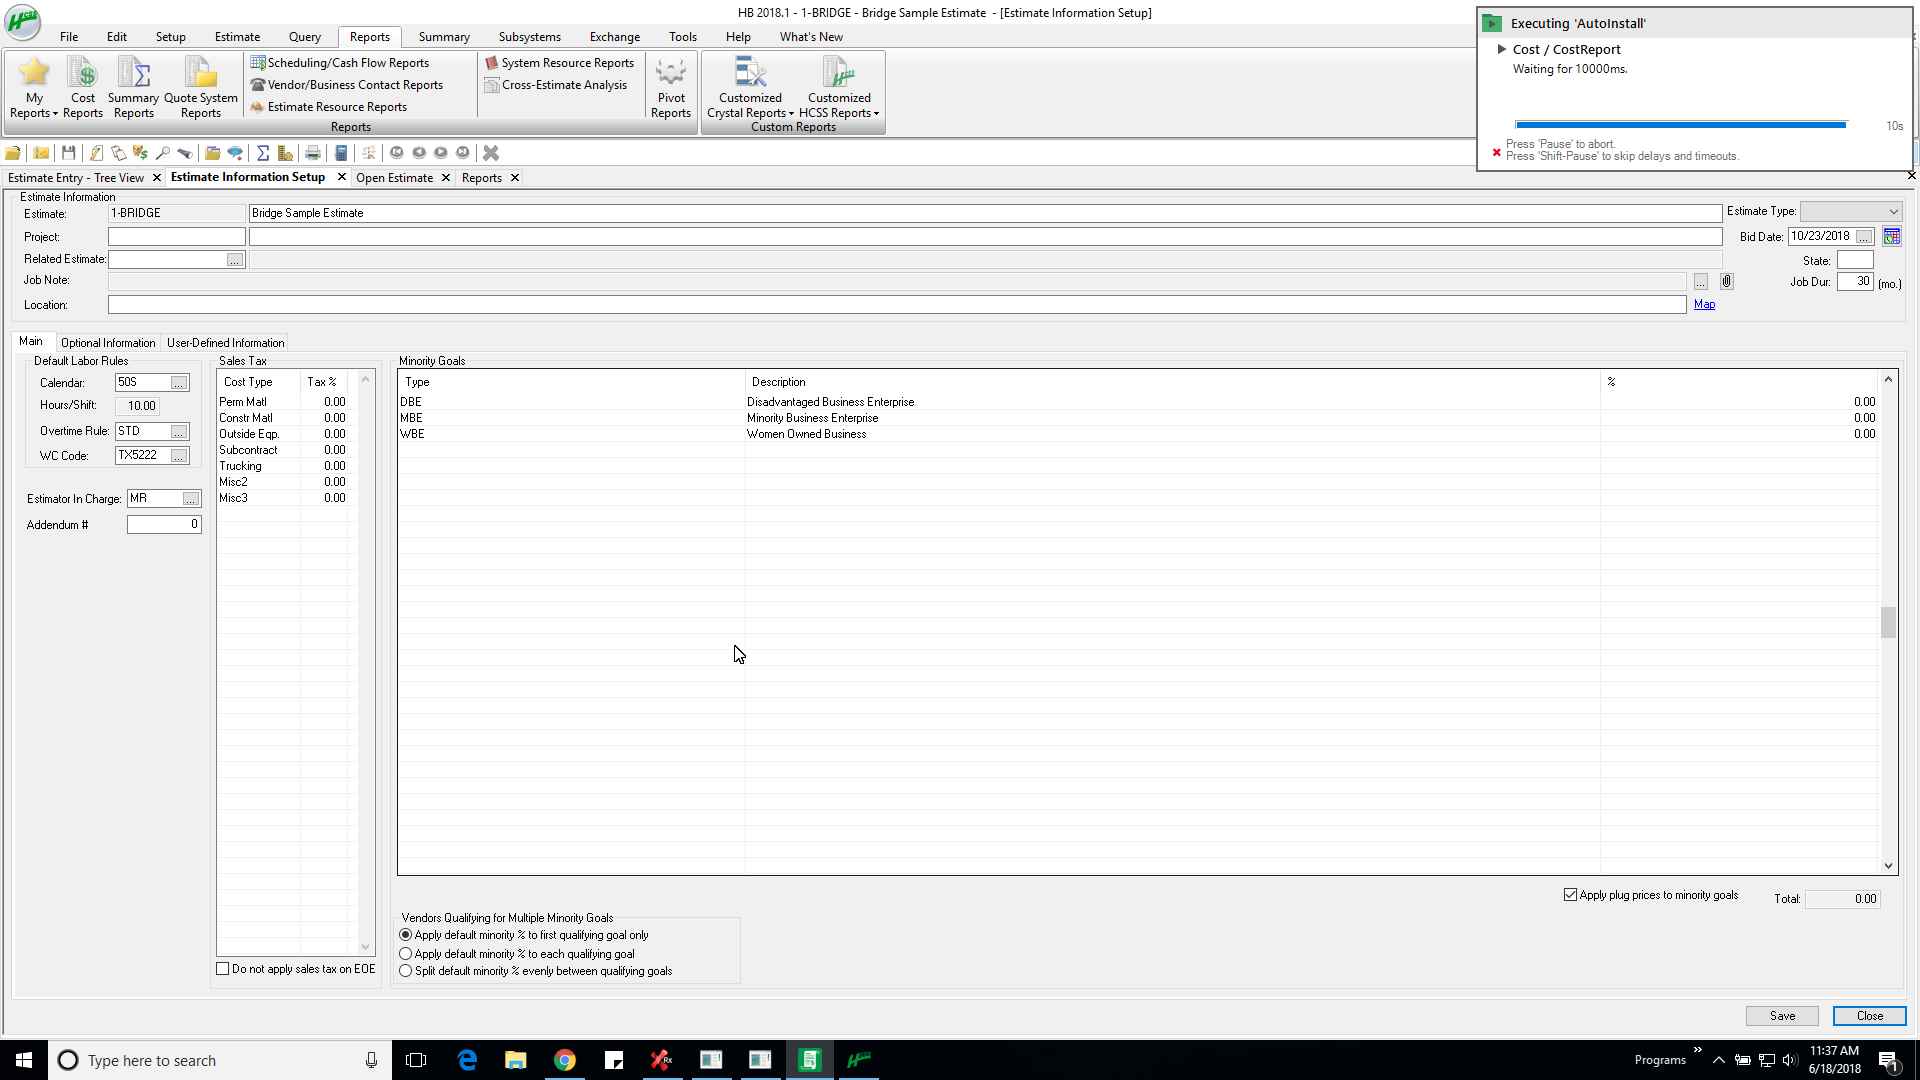 HB 2018.1 - 1-BRIDGE - Bridge Sample Estimate - [Estimate Information Setup]
File Edit Setup Estimate Query Reports Summary Subsystems Exchange Tools Help What's New
My Reports Cost Reports Summary Reports Quote System Reports
Scheduling/Cash Flow Reports
Vendor/Business Contact Reports
Estimate Resource Reports
System Resource Reports
Cross-Estimate Analysis
Pivot Reports
Customized Crystal Reports Customized HCSS Reports
Reports Custom Reports
Executing 'AutoInstall'
Cost / CostReport
Waiting for 10000ms.
10s
Press 'Pause' to abort.
Press 'Shift-Pause' to skip delays and timeouts.
Estimate Entry - Tree View Estimate Information Setup Open Estimate Reports
Estimate Information
Estimate: 1-BRIDGE Bridge Sample Estimate Estimate Type:
Project: Bid Date: 10/23/2018 ...
Related Estimate: ... State:
Job Note: ... Job Dur: 30 (mo.)
Location: Map
Main Optional Information User-Defined Information
Default Labor Rules
Calendar: 50S ...
Hours/Shift: 10.00
Overtime Rule: STD ...
WC Code: TX5222 ...
Estimator In Charge: MR ...
Addendum # 0
Sales Tax
Cost Type Tax %
Perm Matl 0.00
Constr Matl 0.00
Outside Eqp. 0.00
Subcontract 0.00
Trucking 0.00
Misc2 0.00
Misc3 0.00
Do not apply sales tax on EOE
Minority Goals
Type Description %
DBE Disadvantaged Business Enterprise. 0.00
MBE Minority Business Enterprise 0.00
WBE Women Owned Business 0.00
Apply plug prices to minority goals Total: 0.00
Vendors Qualifying for Multiple Minority Goals
Apply default minority % to first qualifying goal only
Apply default minority % to each qualifying goal
Split default minority % evenly between qualifying goals
Save Close
Type here to search
Programs
11:37 AM
6/18/2018
1